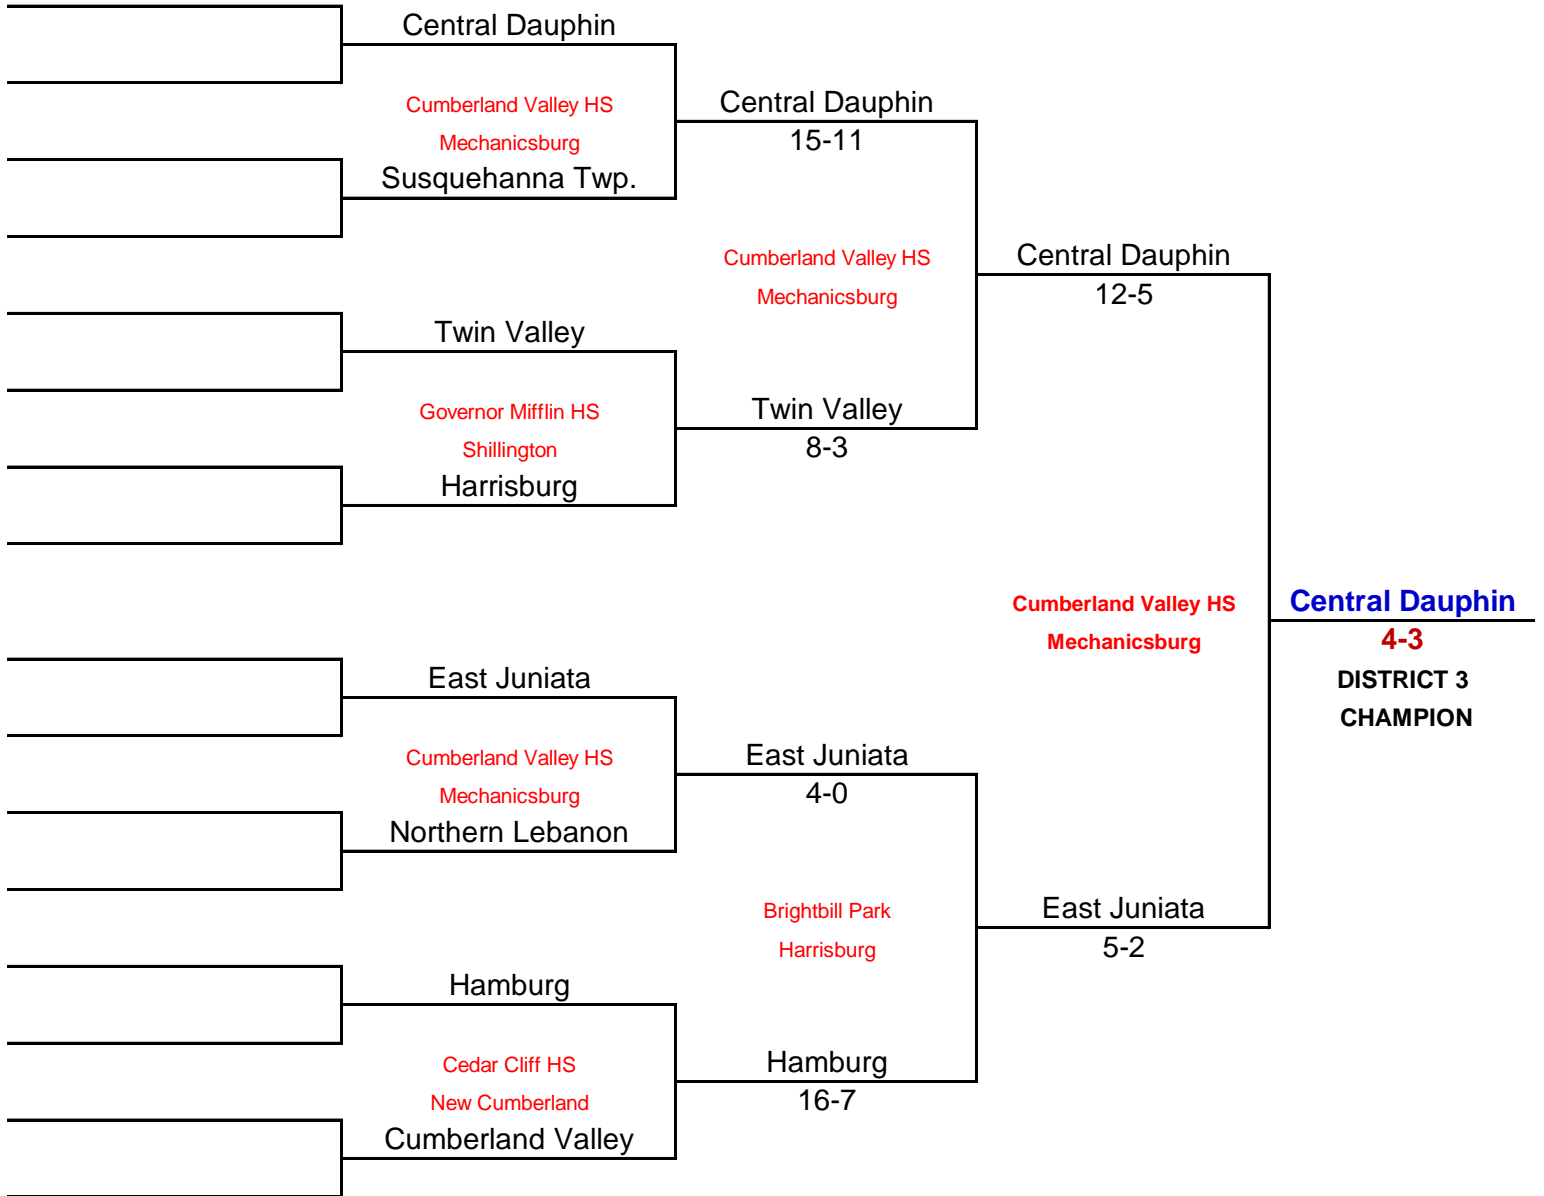 Central Dauphin
Cumberland Valley HS
Mechanicsburg
Susquehanna Twp.
Central Dauphin
15-11
Cumberland Valley HS
Mechanicsburg
Central Dauphin
12-5
Twin Valley
Governor Mifflin HS
Shillington
Harrisburg
Twin Valley
8-3
Cumberland Valley HS
Mechanicsburg
Central Dauphin
4-3
DISTRICT 3
CHAMPION
East Juniata
Cumberland Valley HS
Mechanicsburg
Northern Lebanon
East Juniata
4-0
Brightbill Park
Harrisburg
East Juniata
5-2
Hamburg
Cedar Cliff HS
New Cumberland
Cumberland Valley
Hamburg
16-7